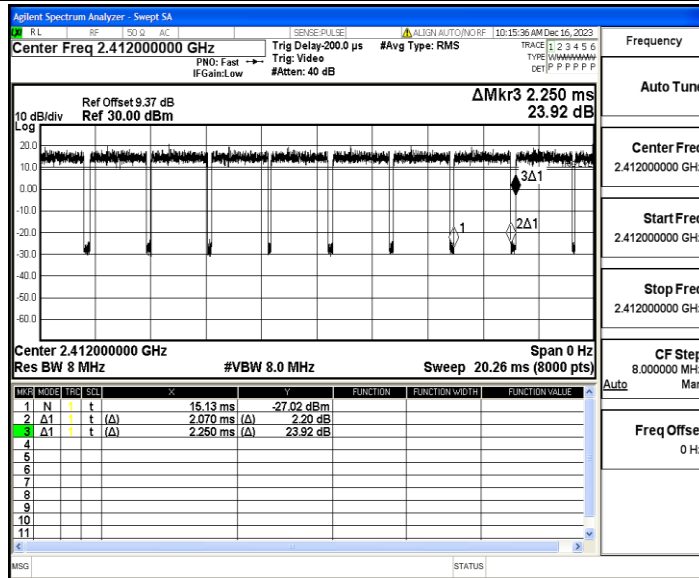 Agilent Spectrum Analyzer - Swept SA
RL RF 50 Ω AC SENSE:PULSE ALIGN AUTO/NO RF 10:15:36 AM Dec 16, 2023
Center Freq 2.412000000 GHz
PNO: Fast
IFGain:Low
Trig Delay-200.0 µs
Trig: Video
#Atten: 40 dB
#Avg Type: RMS
TRACE 1 2 3 4 5 6
TYPE WWWWWW
DET P P P P P P
Ref Offset 9.37 dB
Ref 30.00 dBm
ΔMkr3 2.250 ms
23.92 dB
10 dB/div
Log
20.0
10.0
0.00
-10.0
-20.0
-30.0
-40.0
-50.0
-60.0
3Δ1
1
2Δ1
Center 2.412000000 GHz Span 0 Hz
Res BW 8 MHz #VBW 8.0 MHz Sweep 20.26 ms (8000 pts)
MKR MODE TRC SCL X Y FUNCTION FUNCTION WIDTH FUNCTION VALUE
1 N 1 t 15.13 ms -27.02 dBm
2 Δ1 1 t (Δ) 2.070 ms (Δ) 2.20 dB
3 Δ1 1 t (Δ) 2.250 ms (Δ) 23.92 dB
4
5
6
7
8
9
10
11
MSG STATUS
Frequency
Auto Tune
Center Freq
2.412000000 GHz
Start Freq
2.412000000 GHz
Stop Freq
2.412000000 GHz
CF Step
8.000000 MHz
Auto Man
Freq Offset
0 Hz